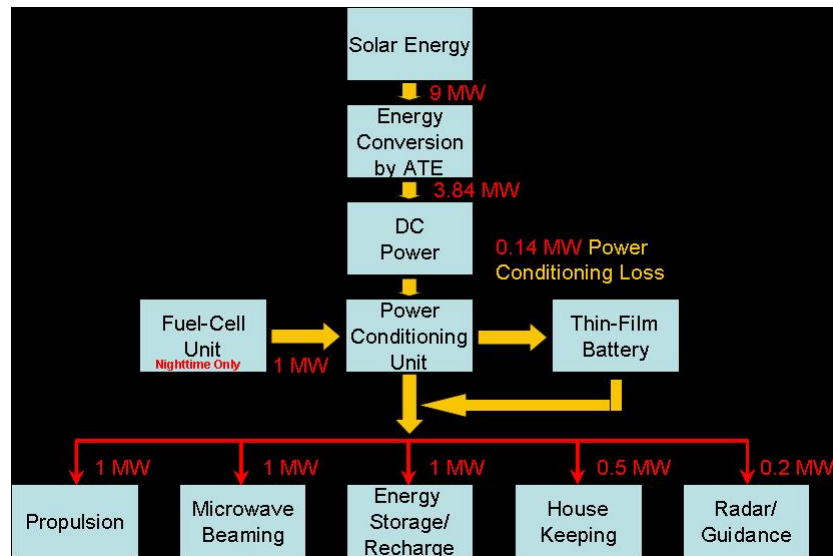 Solar Energy
9 MW
Energy
Conversion
by ATE
3.84 MW
DC
Power
0.14 MW Power
Conditioning Loss
Fuel-Cell
Unit
Nighttime Only
1 MW
Power
Conditioning
Unit
Thin-Film
Battery
1 MW
1 MW
1 MW
0.5 MW
0.2 MW
Propulsion
Microwave
Beaming
Energy
Storage/
Recharge
House
Keeping
Radar/
Guidance